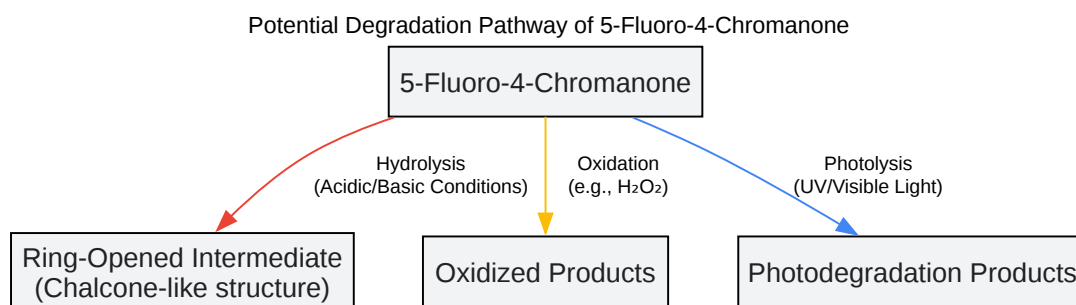 Potential Degradation Pathway of 5-Fluoro-4-Chromanone
5-Fluoro-4-Chromanone
Hydrolysis
(Acidic/Basic Conditions)
Oxidation
(e.g., H₂O₂)
Photolysis
(UV/Visible Light)
Ring-Opened Intermediate
(Chalcone-like structure)
Oxidized Products
Photodegradation Products